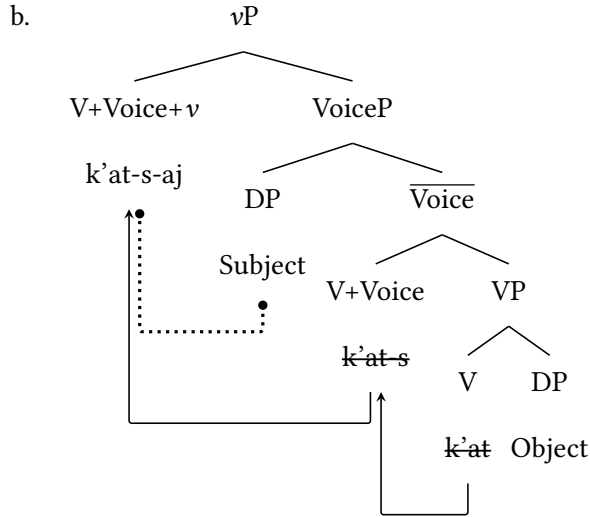 b.
vP
V+Voice+v VoiceP
k’at-s-aj
DP Voice
Subject
V+Voice VP
k’at-s
V DP
k’at Object